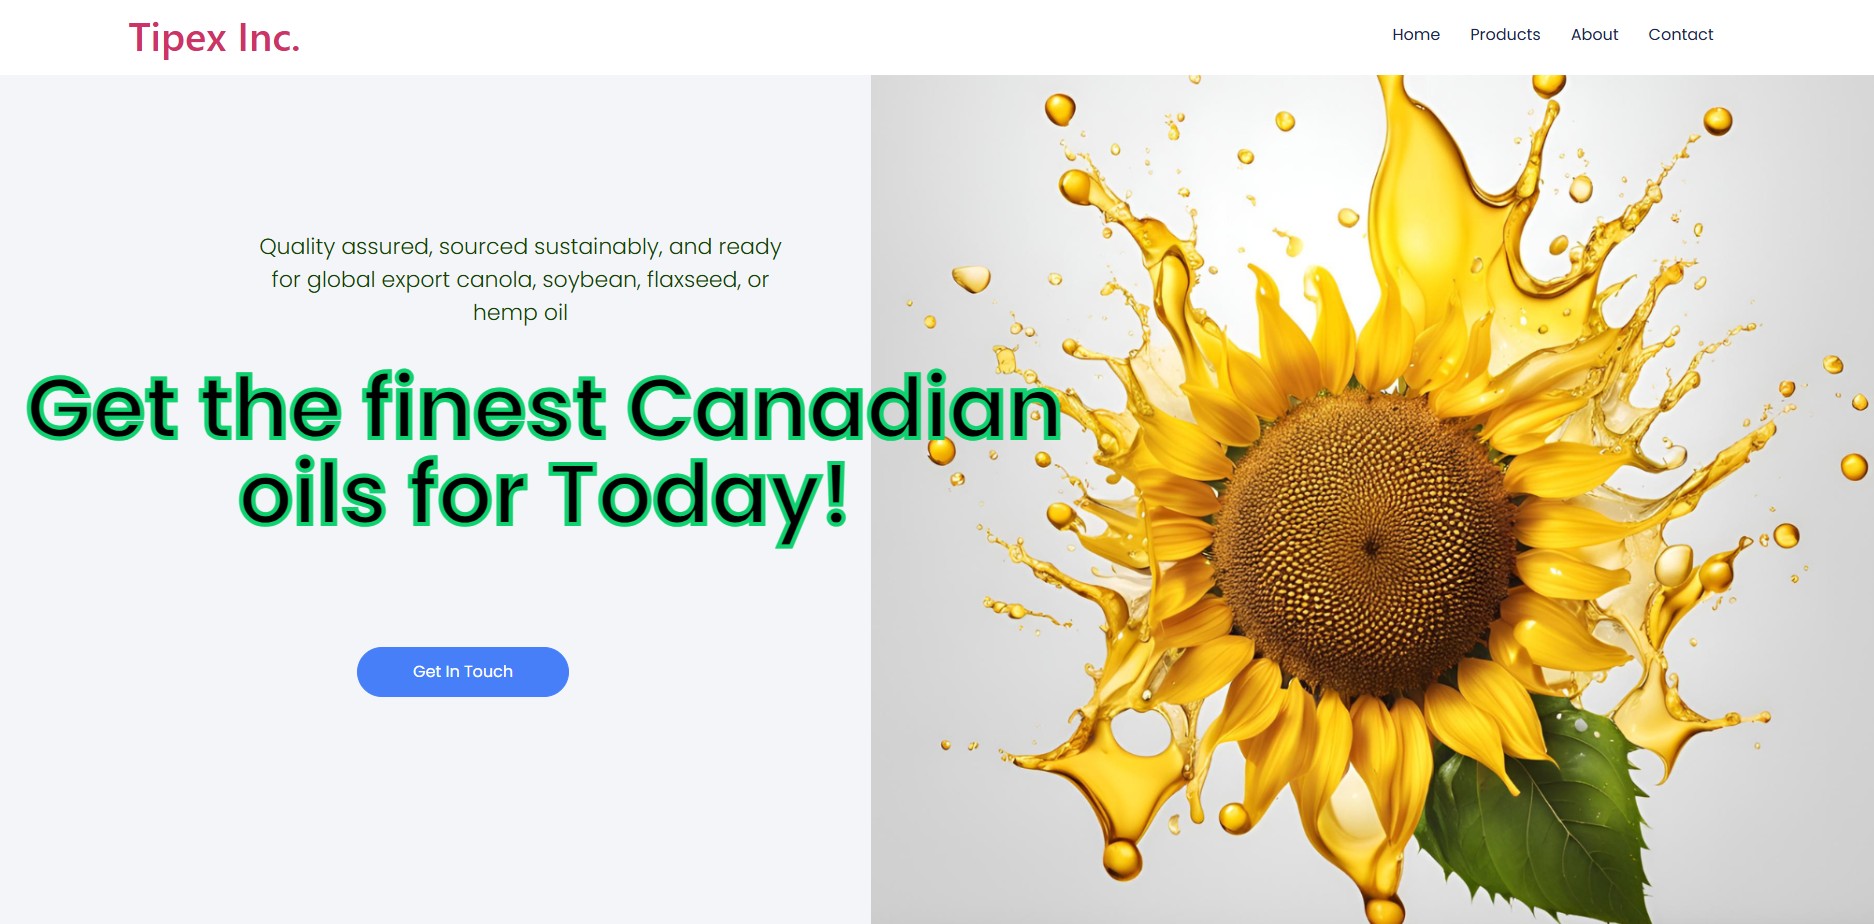 Tipex Inc.
Home Products About Contact
Quality assured, sourced sustainably, and ready
for global export canola, soybean, flaxseed, or
hemp oil
Get the finest Canadian
oils for Today!
Get In Touch